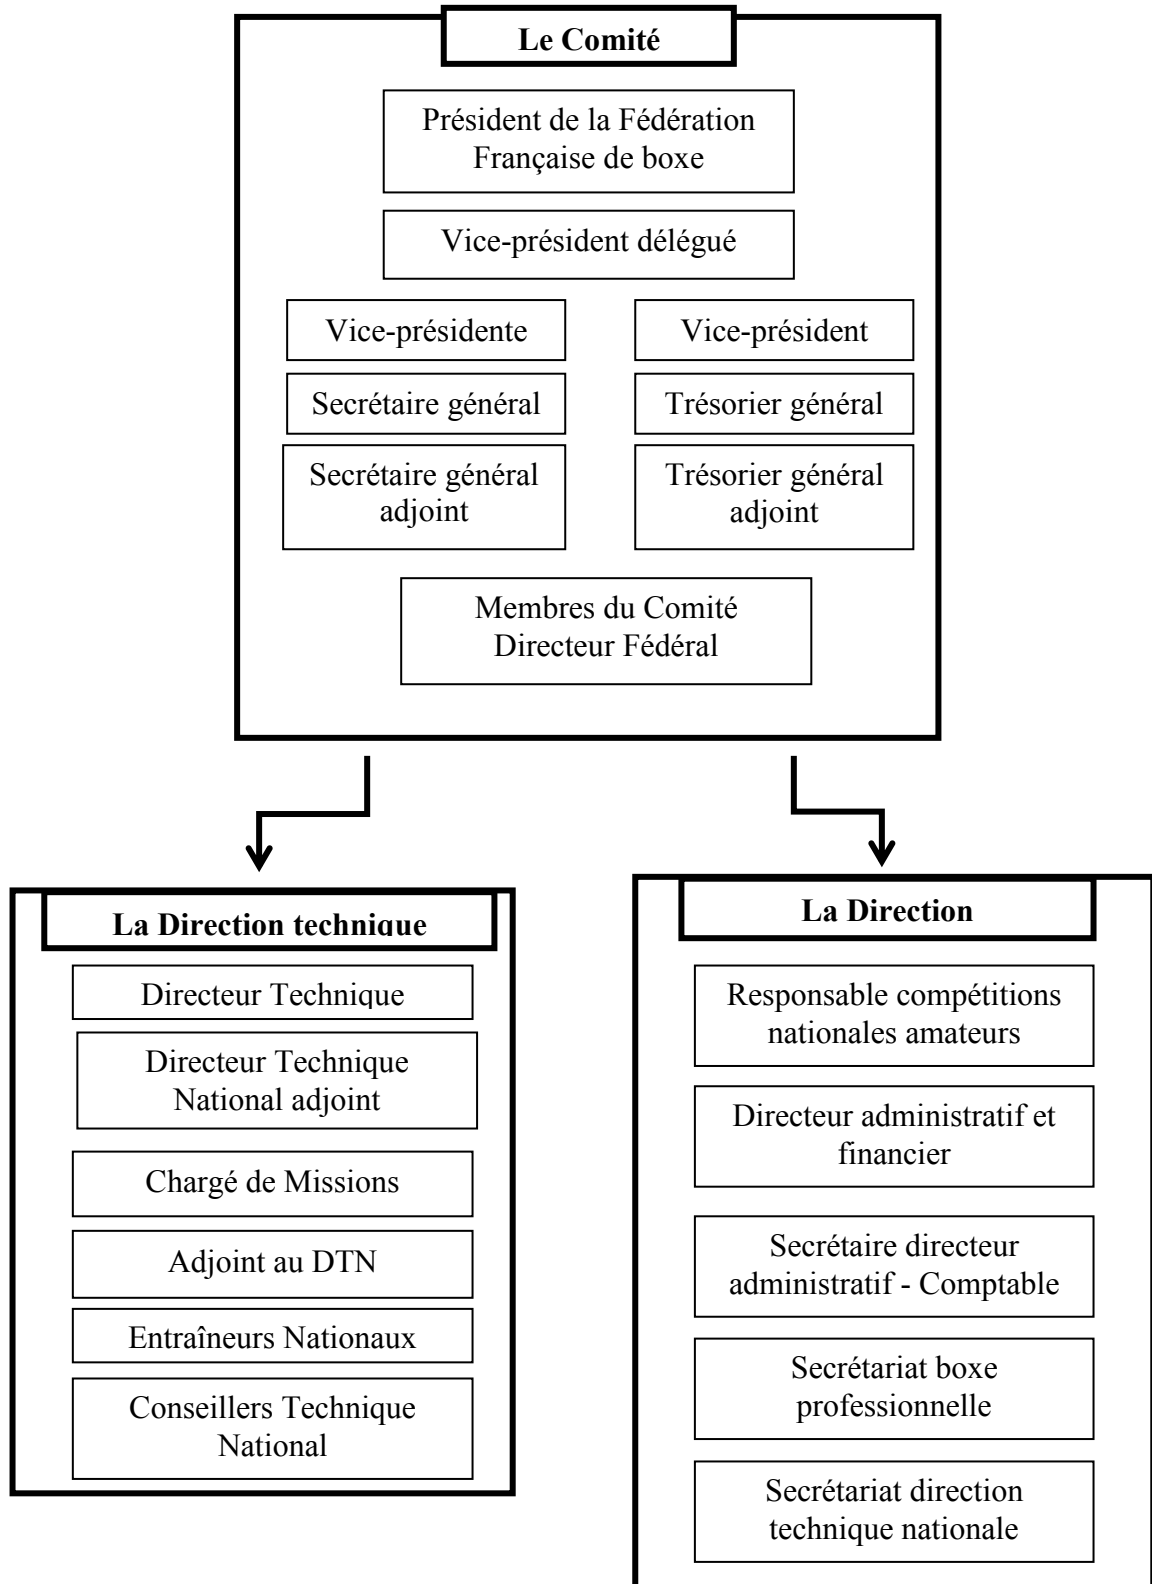 Le Comité
Président de la Fédération
Française de boxe
Vice-président délégué
Vice-présidente
Vice-président
Secrétaire général
Trésorier général
Secrétaire général
adjoint
Trésorier général
adjoint
Membres du Comité
Directeur Fédéral
La Direction technique
Directeur Technique
Directeur Technique
National adjoint
Chargé de Missions
Adjoint au DTN
Entraîneurs Nationaux
Conseillers Technique
National
La Direction
Responsable compétitions
nationales amateurs
Directeur administratif et
financier
Secrétaire directeur
administratif - Comptable
Secrétariat boxe
professionnelle
Secrétariat direction
technique nationale